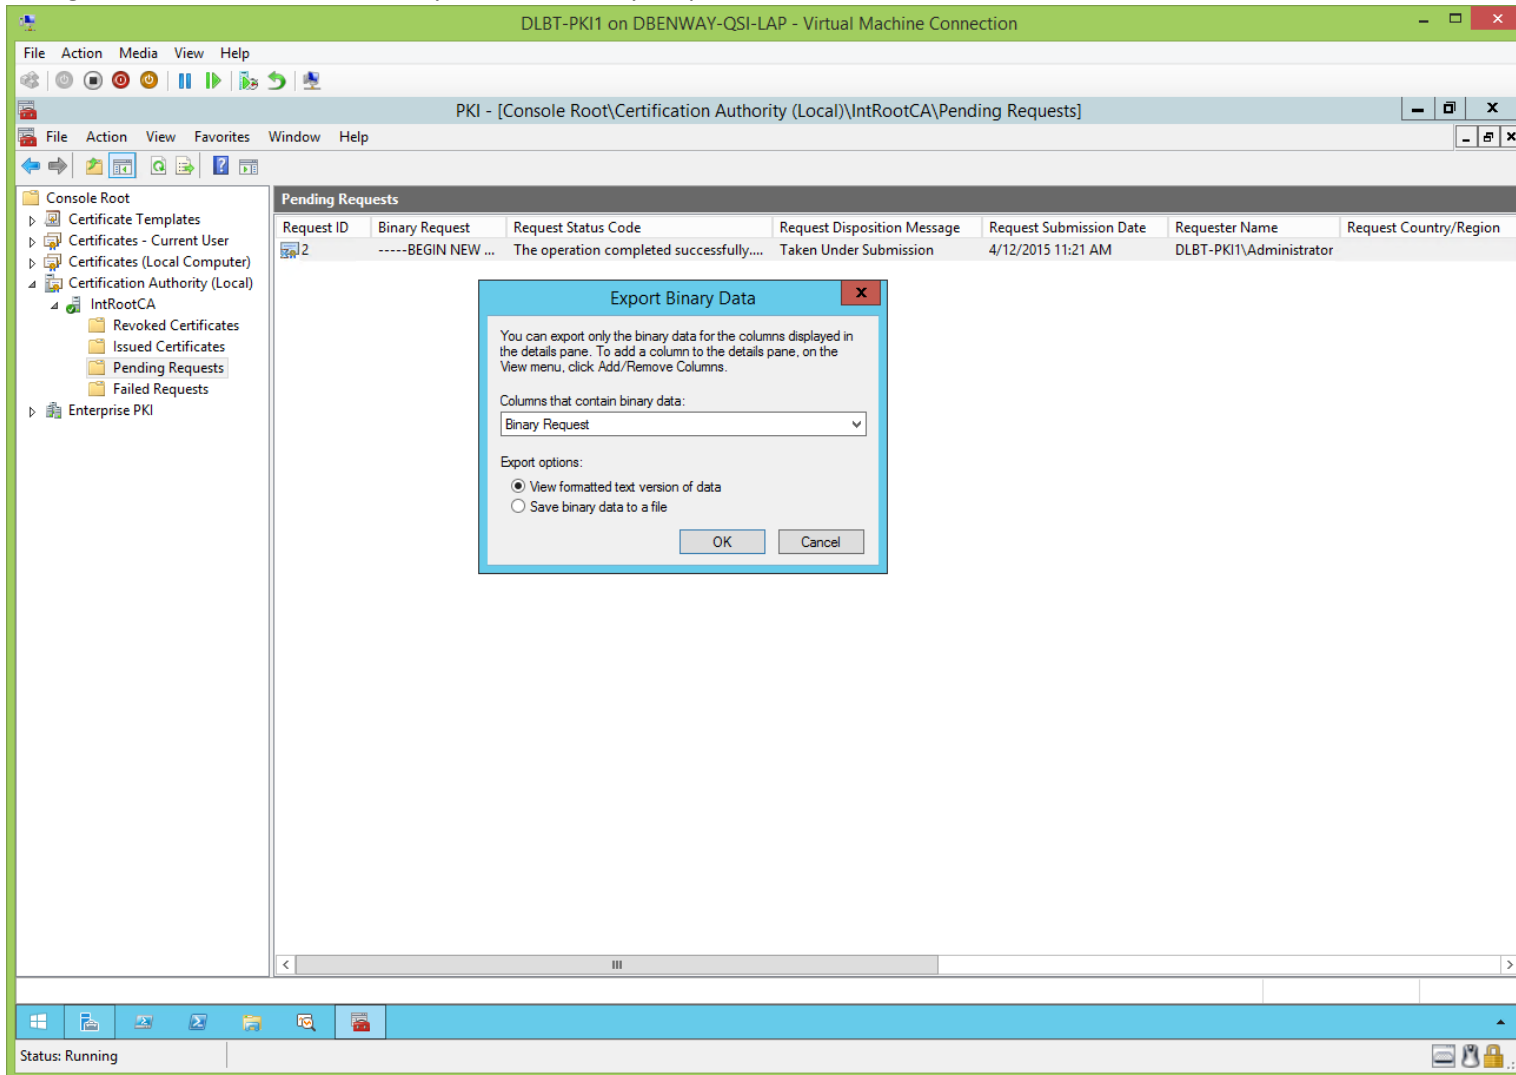 DLBT-PKI1 on DBENWAY-QSI-LAP - Virtual Machine Connection
File Action Media View Help
PKI - [Console Root\Certification Authority (Local)\IntRootCA\Pending Requests]
File Action View Favorites Window Help
Console Root
Certificate Templates
Certificates - Current User
Certificates (Local Computer)
Certification Authority (Local)
IntRootCA
Revoked Certificates
Issued Certificates
Pending Requests
Failed Requests
Enterprise PKI
Pending Requests
Request ID Binary Request Request Status Code Request Disposition Message Request Submission Date Requester Name Request Country/Region
2 -----BEGIN NEW ... The operation completed successfully.... Taken Under Submission 4/12/2015 11:21 AM DLBT-PKI1\Administrator
Export Binary Data
You can export only the binary data for the columns displayed in
the details pane. To add a column to the details pane, on the
View menu, click Add/Remove Columns.
Columns that contain binary data:
Binary Request
Export options:
View formatted text version of data
Save binary data to a file
OK Cancel
Status: Running